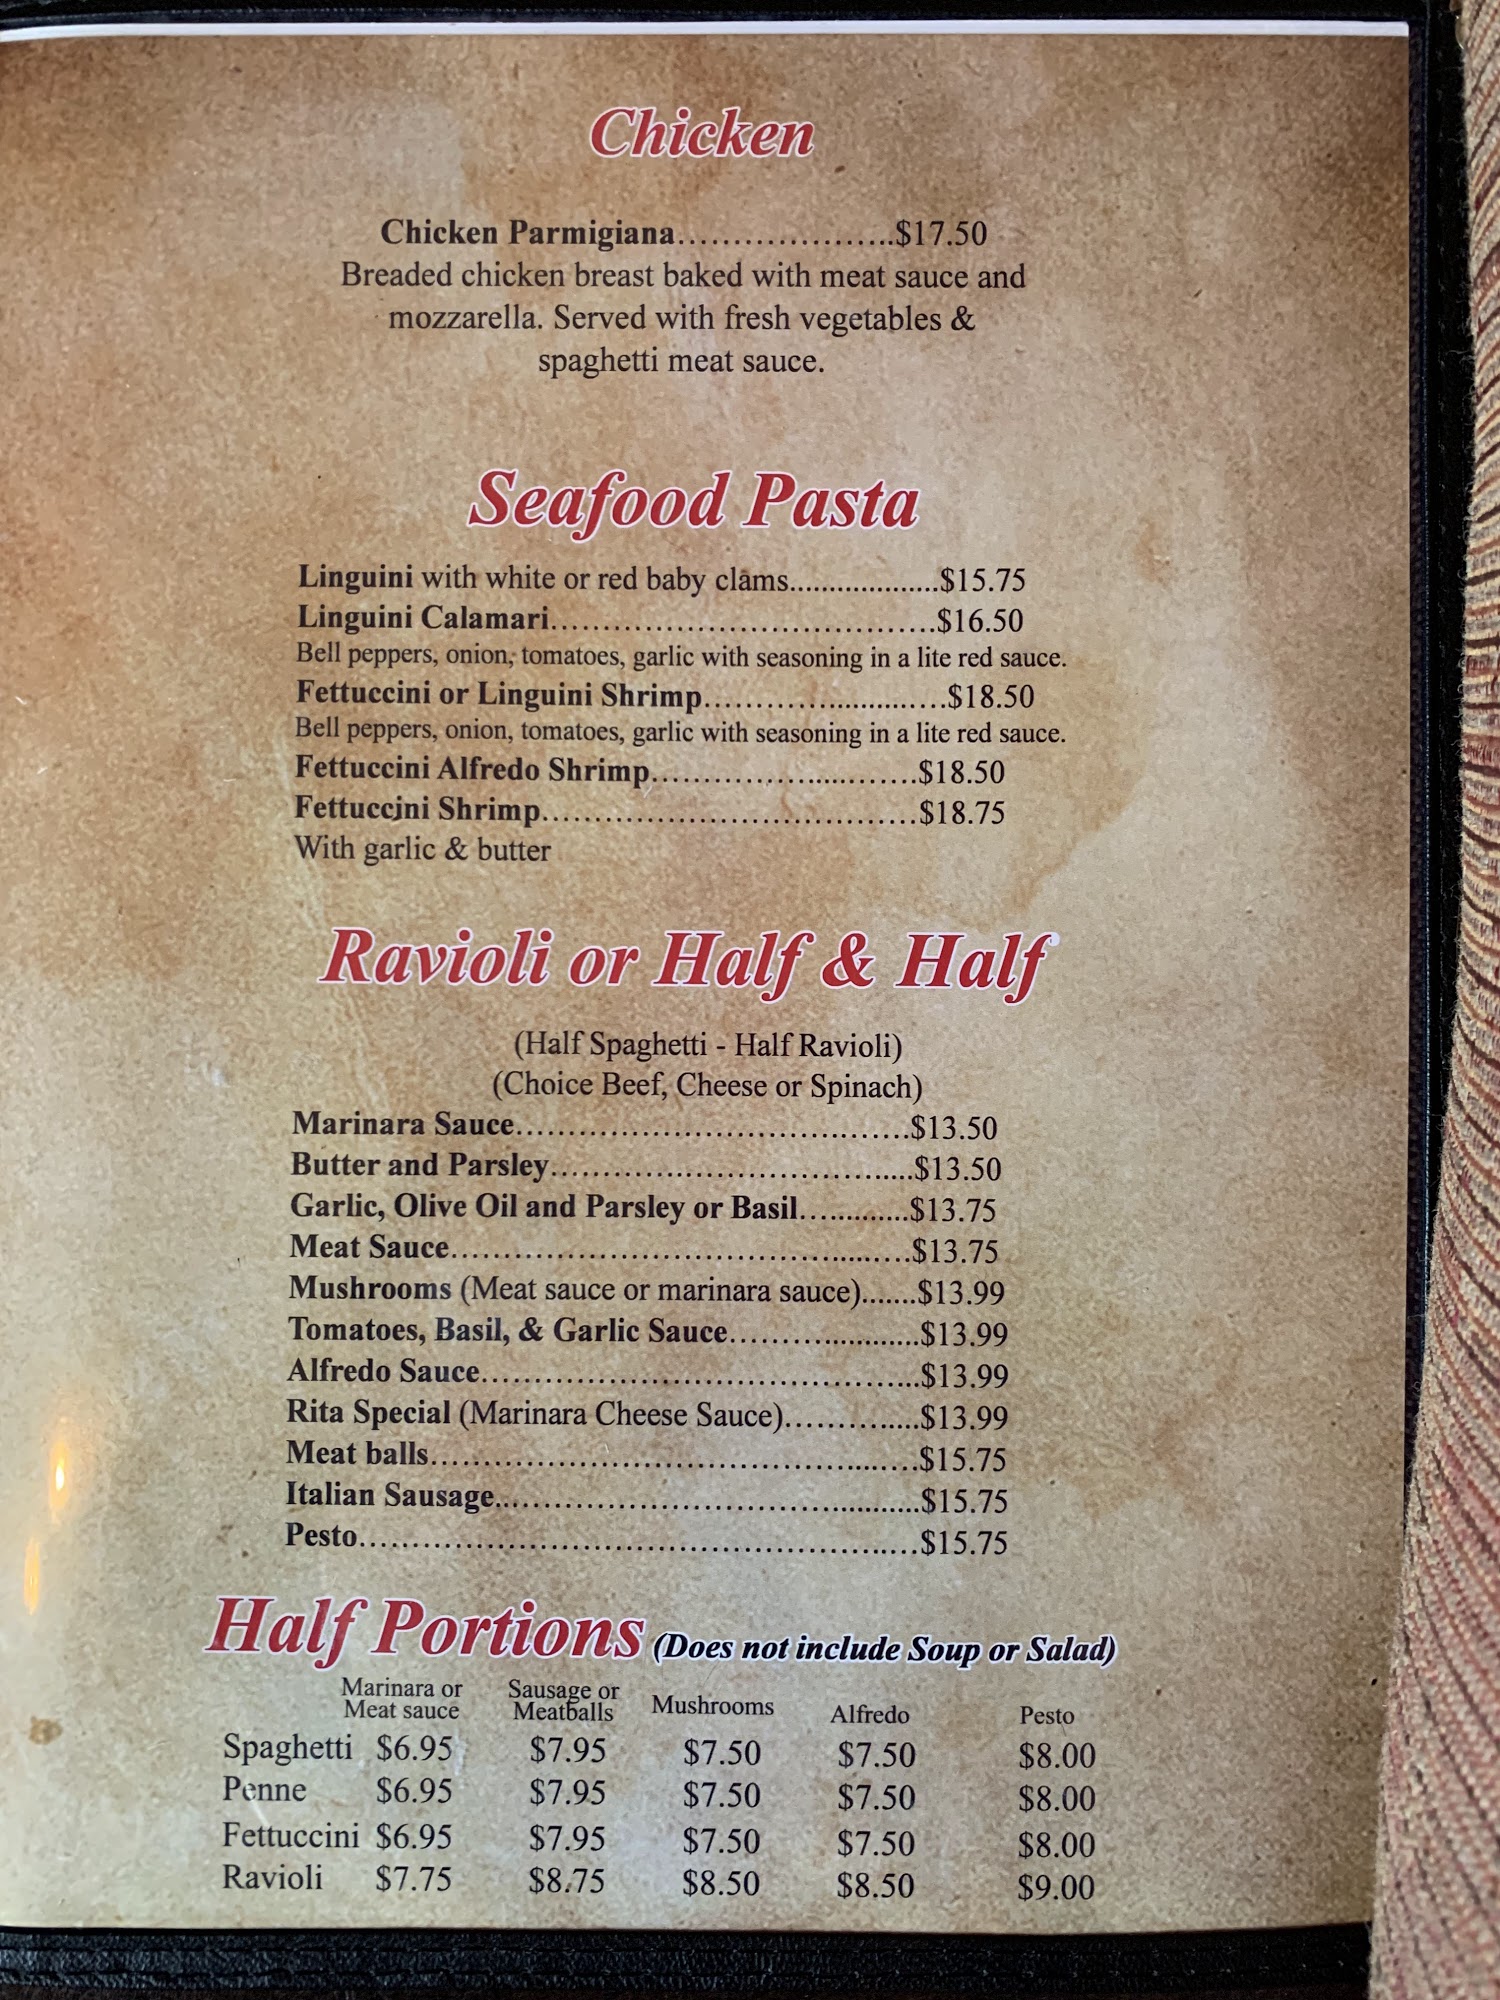 Chicken
Chicken Parmigiana.....................$17.50
Breaded chicken breast baked with meat sauce and
mozzarella. Served with fresh vegetables &
spaghetti meat sauce.
Seafood Pasta
Linguini with white or red baby clams...................$15.75
Linguini Calamari.....................................$16.50
Bell peppers, onion, tomatoes, garlic with seasoning in a lite red sauce.
Fettuccini or Linguini Shrimp..........................$18.50
Bell peppers, onion, tomatoes, garlic with seasoning in a lite red sauce.
Fettuccini Alfredo Shrimp..........................$18.50
Fettuccini Shrimp....................................$18.75
With garlic & butter
Ravioli or Half & Half
(Half Spaghetti - Half Ravioli)
(Choice Beef, Cheese or Spinach)
Marinara Sauce......................................$13.50
Butter and Parsley...................................$13.50
Garlic, Olive Oil and Parsley or Basil.............$13.75
Meat Sauce............................................$13.75
Mushrooms (Meat sauce or marinara sauce).......$13.99
Tomatoes, Basil, & Garlic Sauce.....................$13.99
Alfredo Sauce..........................................$13.99
Rita Special (Marinara Cheese Sauce)..............$13.99
Meat balls...............................................$15.75
Italian Sausage.........................................$15.75
Pesto.....................................................$15.75
Half Portions (Does not include Soup or Salad)
Marinara or Meat sauce Sausage or Meatballs Mushrooms Alfredo Pesto
Spaghetti $6.95 $7.95 $7.50 $7.50 $8.00
Penne $6.95 $7.95 $7.50 $7.50 $8.00
Fettuccini $6.95 $7.95 $7.50 $7.50 $8.00
Ravioli $7.75 $8.75 $8.50 $8.50 $9.00